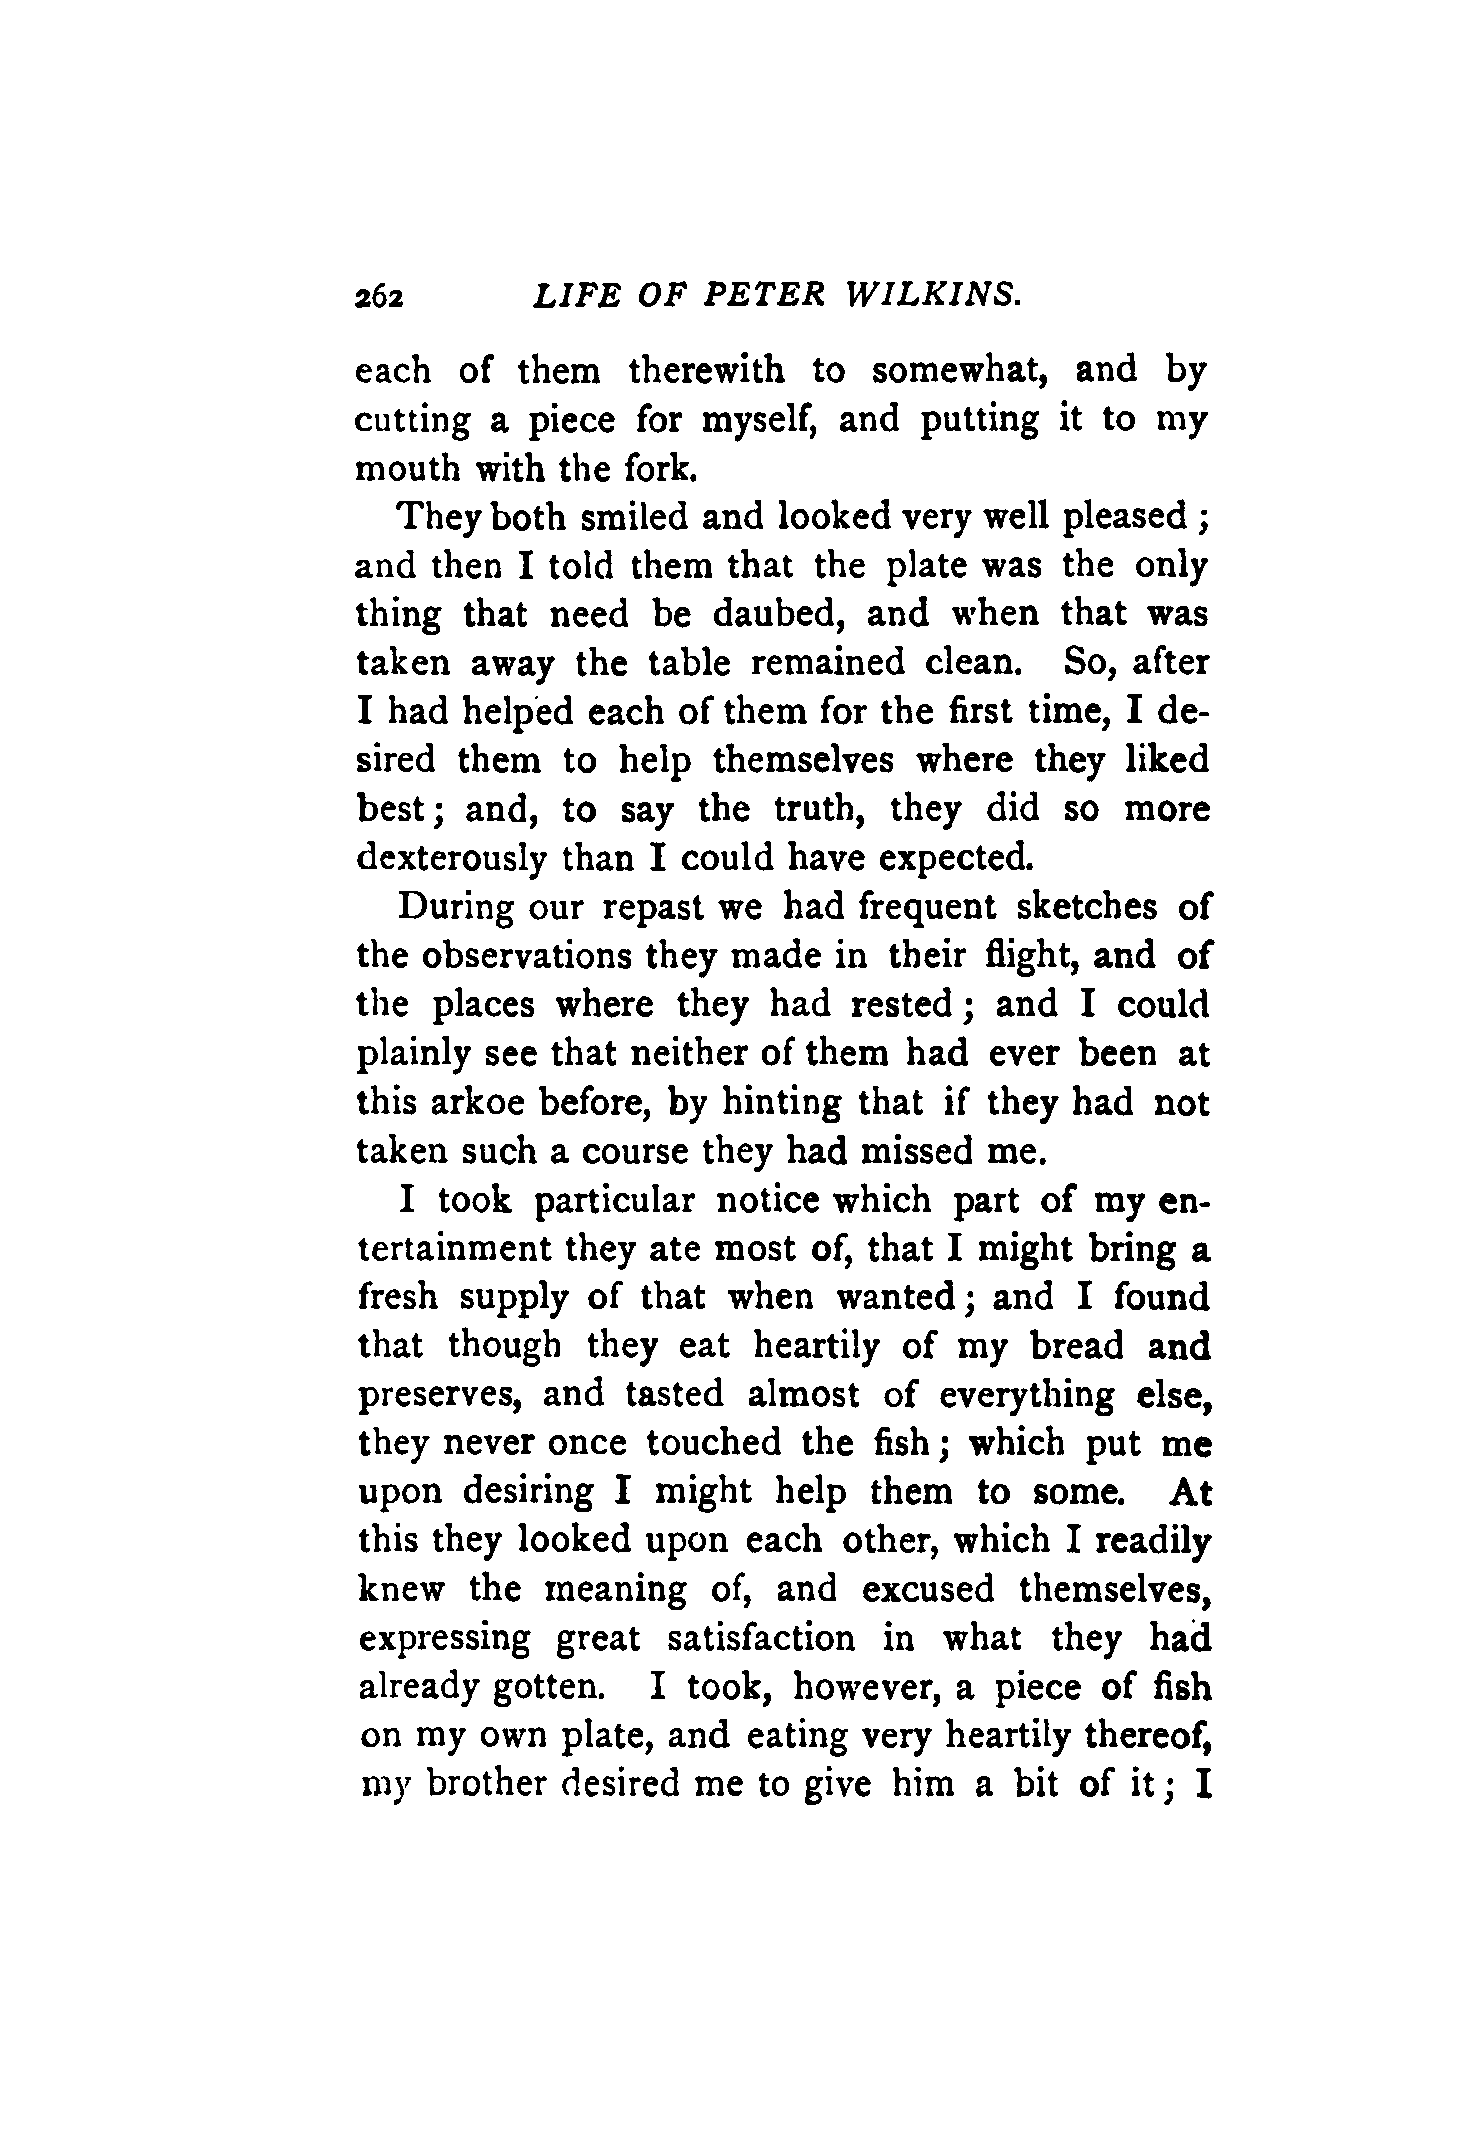 262 LIFE OF PETER WILKINS.
each of them therewith to somewhat, and by
cutting a piece for myself, and putting it to my
mouth with the fork.
They both smiled and looked very well pleased ;
and then I told them that the plate was the only
thing that need be daubed, and when that was
taken away the table remained clean. So, after
I had helped each of them for the first time, I de-
sired them to help themselves where they liked
best ; and, to say the truth, they did so more
dexterously than I could have expected.
During our repast we had frequent sketches of
the observations they made in their flight, and of
the places where they had rested ; and I could
plainly see that neither of them had ever been at
this arkoe before, by hinting that if they had not
taken such a course they had missed me.
I took particular notice which part of my en-
tertainment they ate most of, that I might bring a
fresh supply of that when wanted ; and I found
that though they eat heartily of my bread and
preserves, and tasted almost of everything else,
they never once touched the fish ; which put me
upon desiring I might help them to some. At
this they looked upon each other, which I readily
knew the meaning of, and excused themselves,
expressing great satisfaction in what they had
already gotten. I took, however, a piece of fish
on my own plate, and eating very heartily thereof,
my brother desired me to give him a bit of it ; I